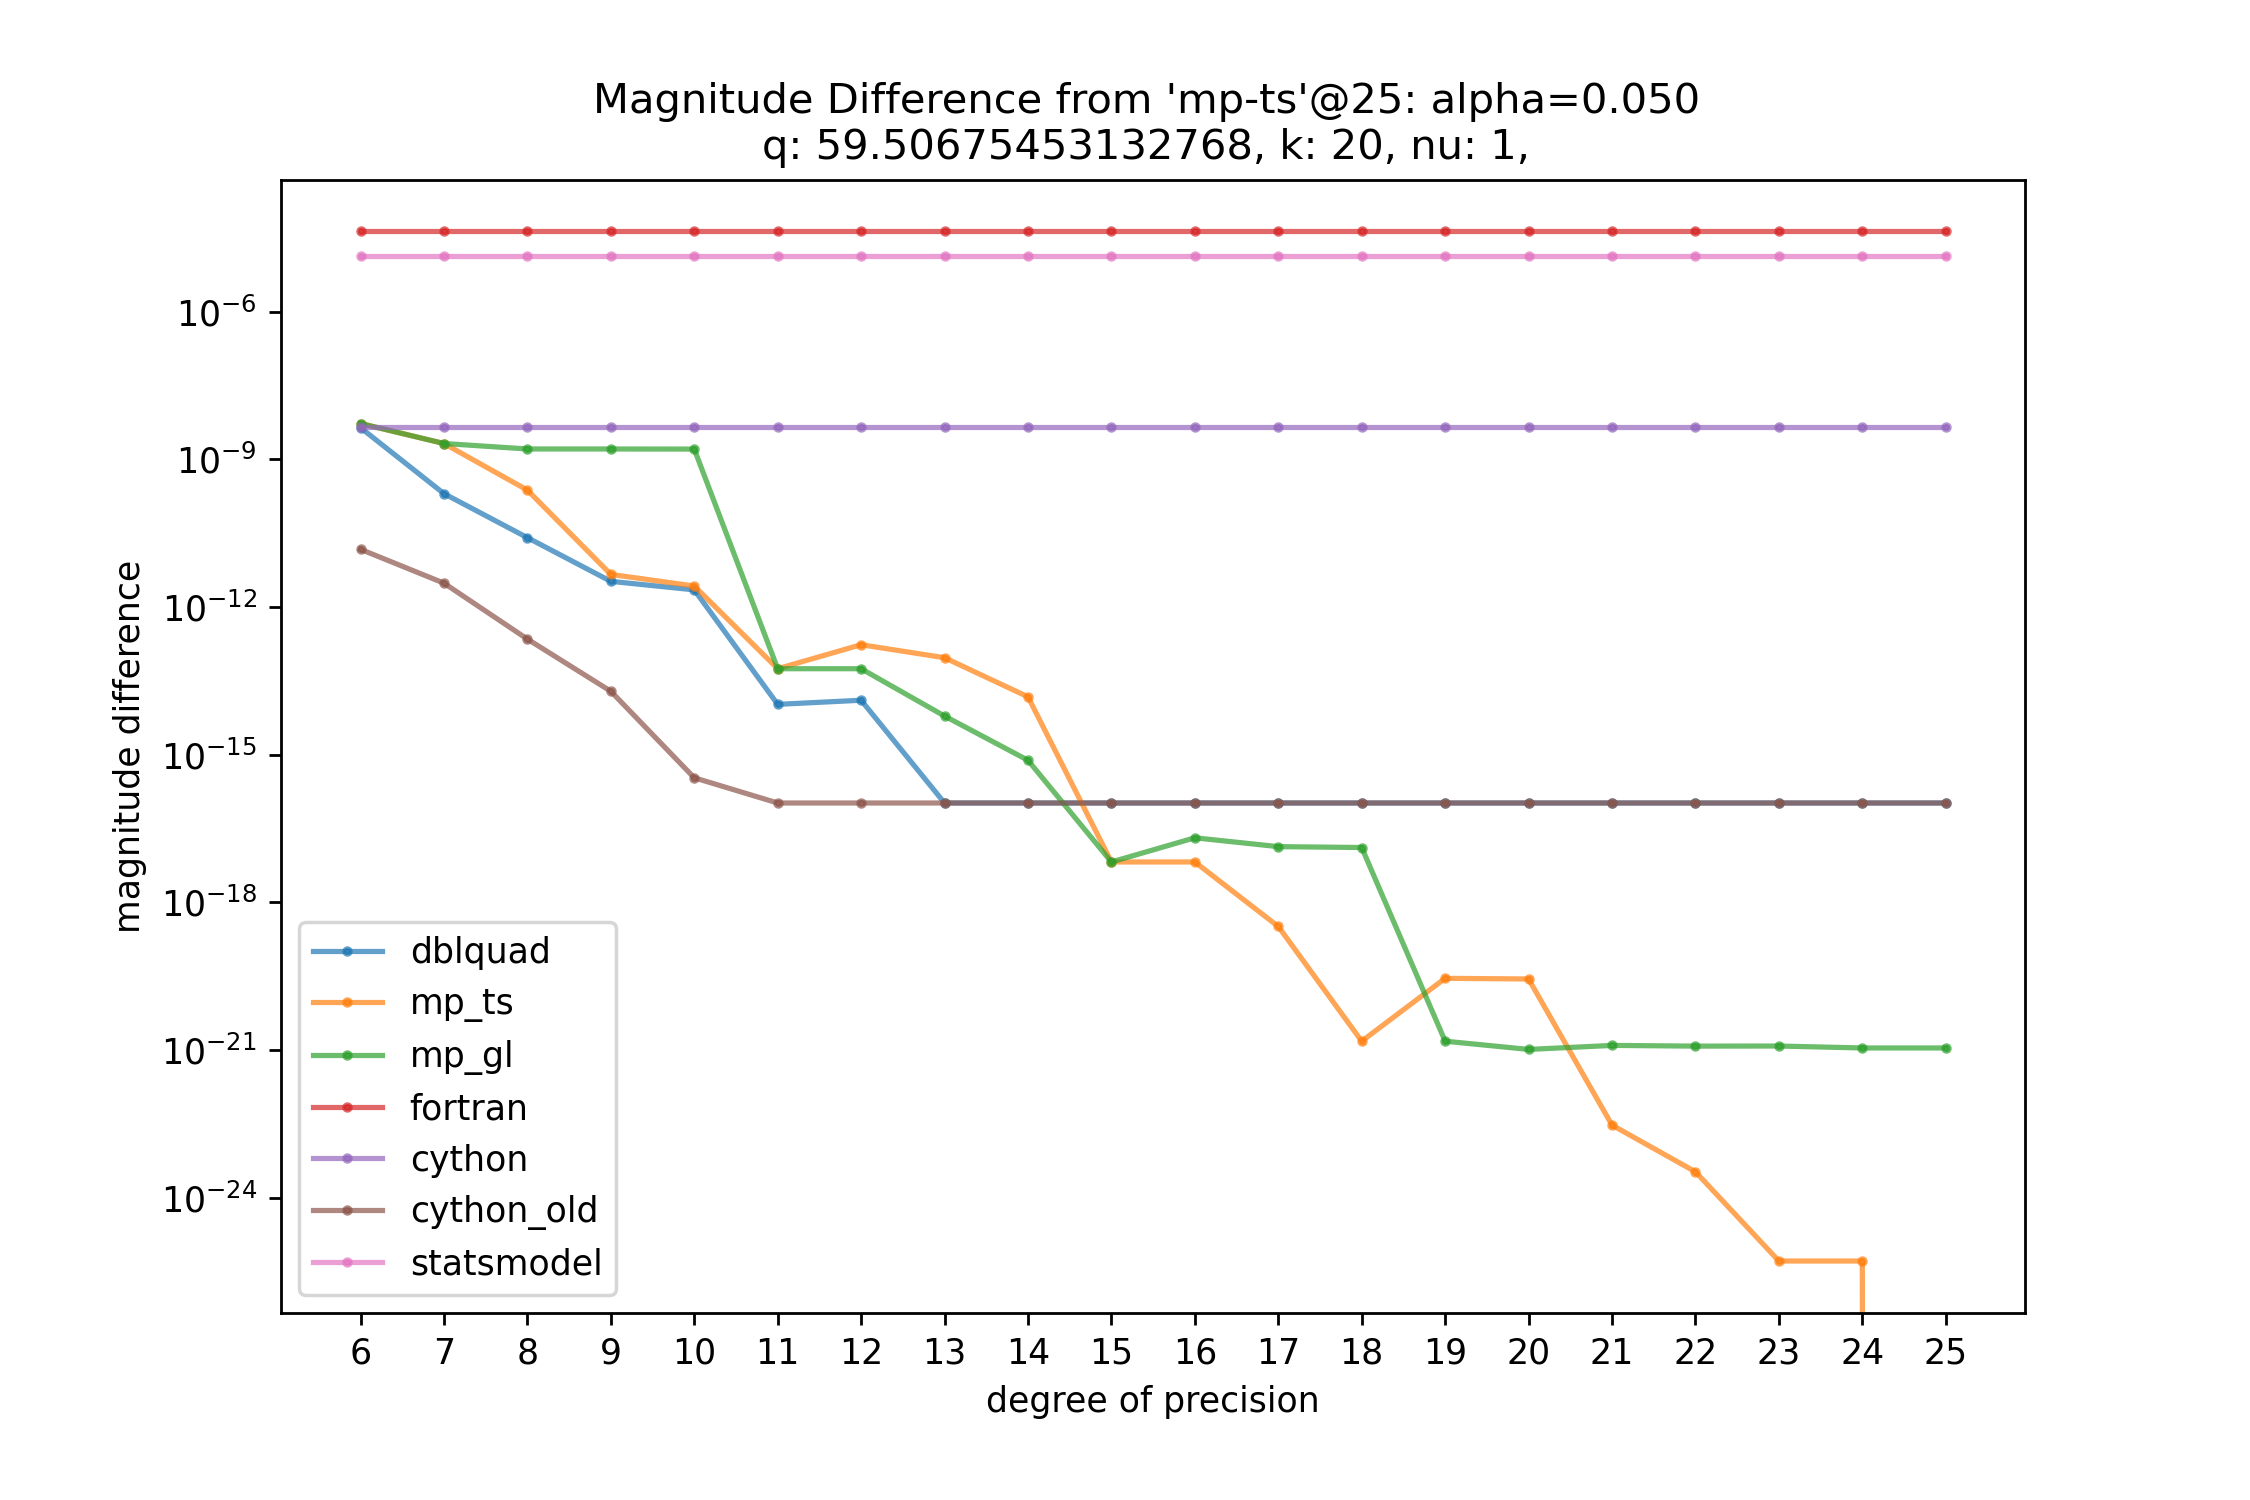 Magnitude Difference from 'mp-ts'@25: alpha=0.050
q: 59.50675453132768, k: 20, nu: 1,
magnitude difference
10⁻⁶
10⁻⁹
10⁻¹²
10⁻¹⁵
10⁻¹⁸
10⁻²¹
10⁻²⁴
dblquad
mp_ts
mp_gl
fortran
cython
cython_old
statsmodel
6 7 8 9 10 11 12 13 14 15 16 17 18 19 20 21 22 23 24 25
degree of precision